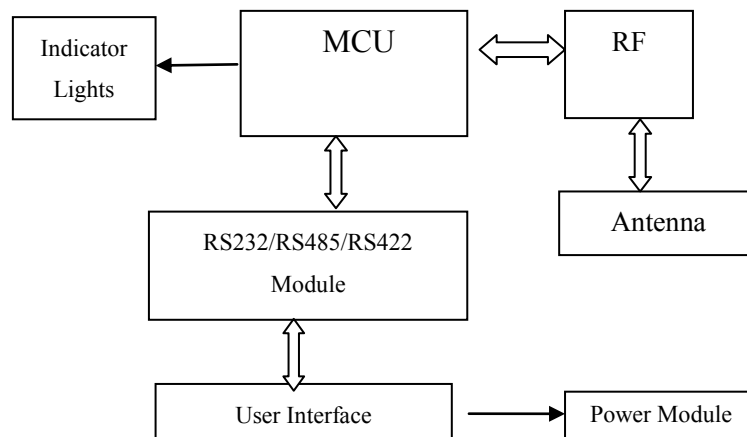 Indicator
Lights
MCU
RF
Antenna
RS232/RS485/RS422
Module
User Interface
Power Module